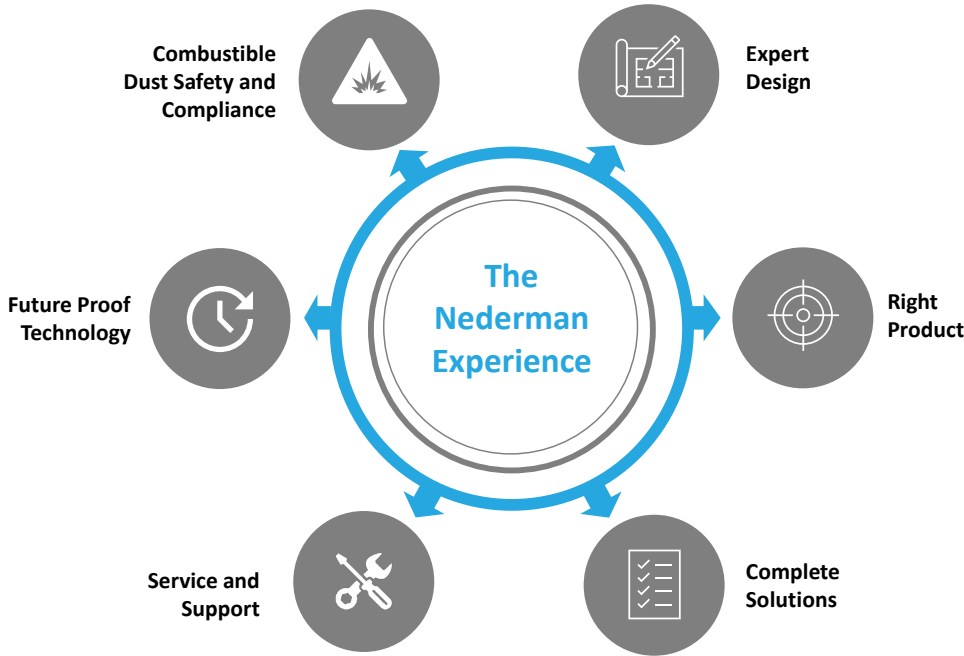 Combustible
Dust Safety and
Compliance
Expert
Design
The
Nederman
Experience
Future Proof
Technology
Right
Product
Service and
Support
Complete
Solutions